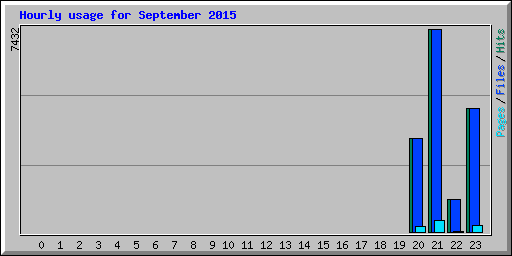 Hourly usage for September 2015
7432
Pages/Files/Hits
0 1 2 3 4 5 6 7 8 9 10 11 12 13 14 15 16 17 18 19 20 21 22 23